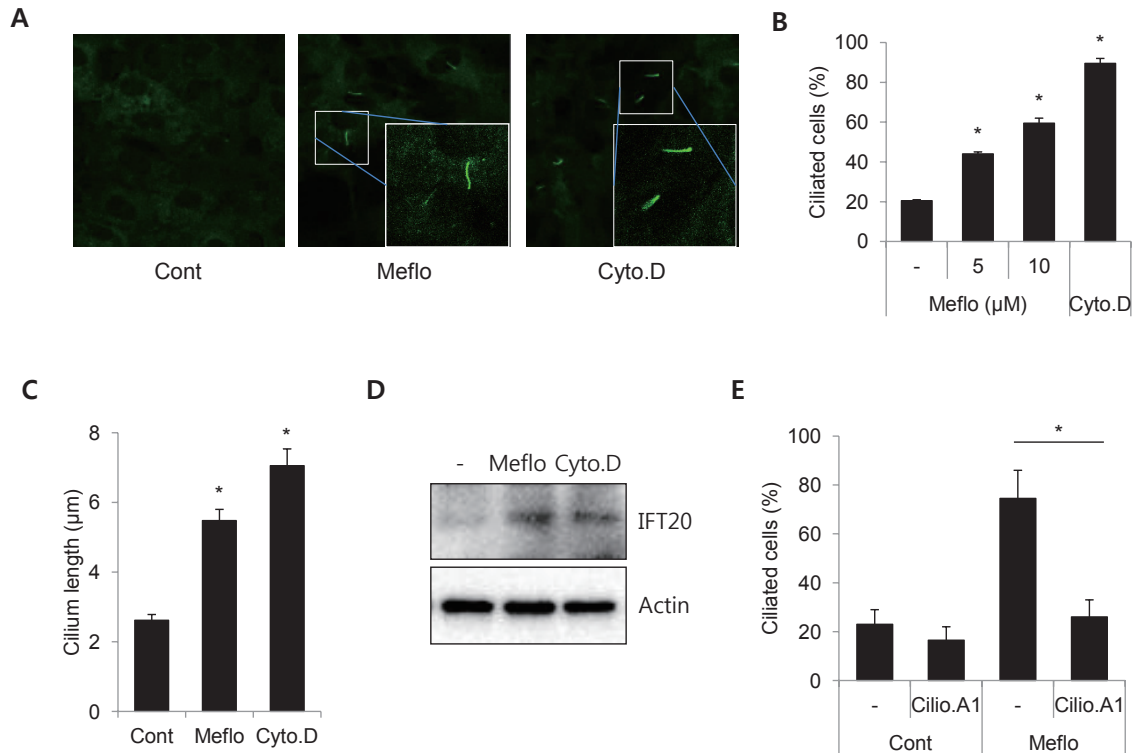 A
Cont
Meflo
Cyto.D
B
Ciliated cells (%)
100
80
60
40
20
0
*
*
*
-
5
10
Meflo (µM)
Cyto.D
C
Cilium length (µm)
8
6
4
2
0
*
*
Cont
Meflo
Cyto.D
D
- Meflo Cyto.D
IFT20
Actin
E
Ciliated cells (%)
100
80
60
40
20
0
*
-
Cilio.A1
-
Cilio.A1
Cont
Meflo